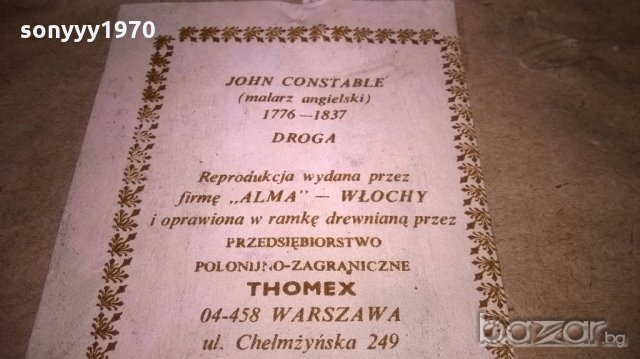 sonyyy1970
JOHN CONSTABLE
(malarz angielski)
1776—1837
DROGA
Reprodukcja wydana przez
firmę „ALMA" — WŁOCHY
i oprawiona w ramkę drewnianą przez
PRZEDSIĘBIORSTWO
POLONIJNO-ZAGRANICZNE
THOMEX
04-458 WARSZAWA
ul. Chełmżyńska 249
bazar.bg